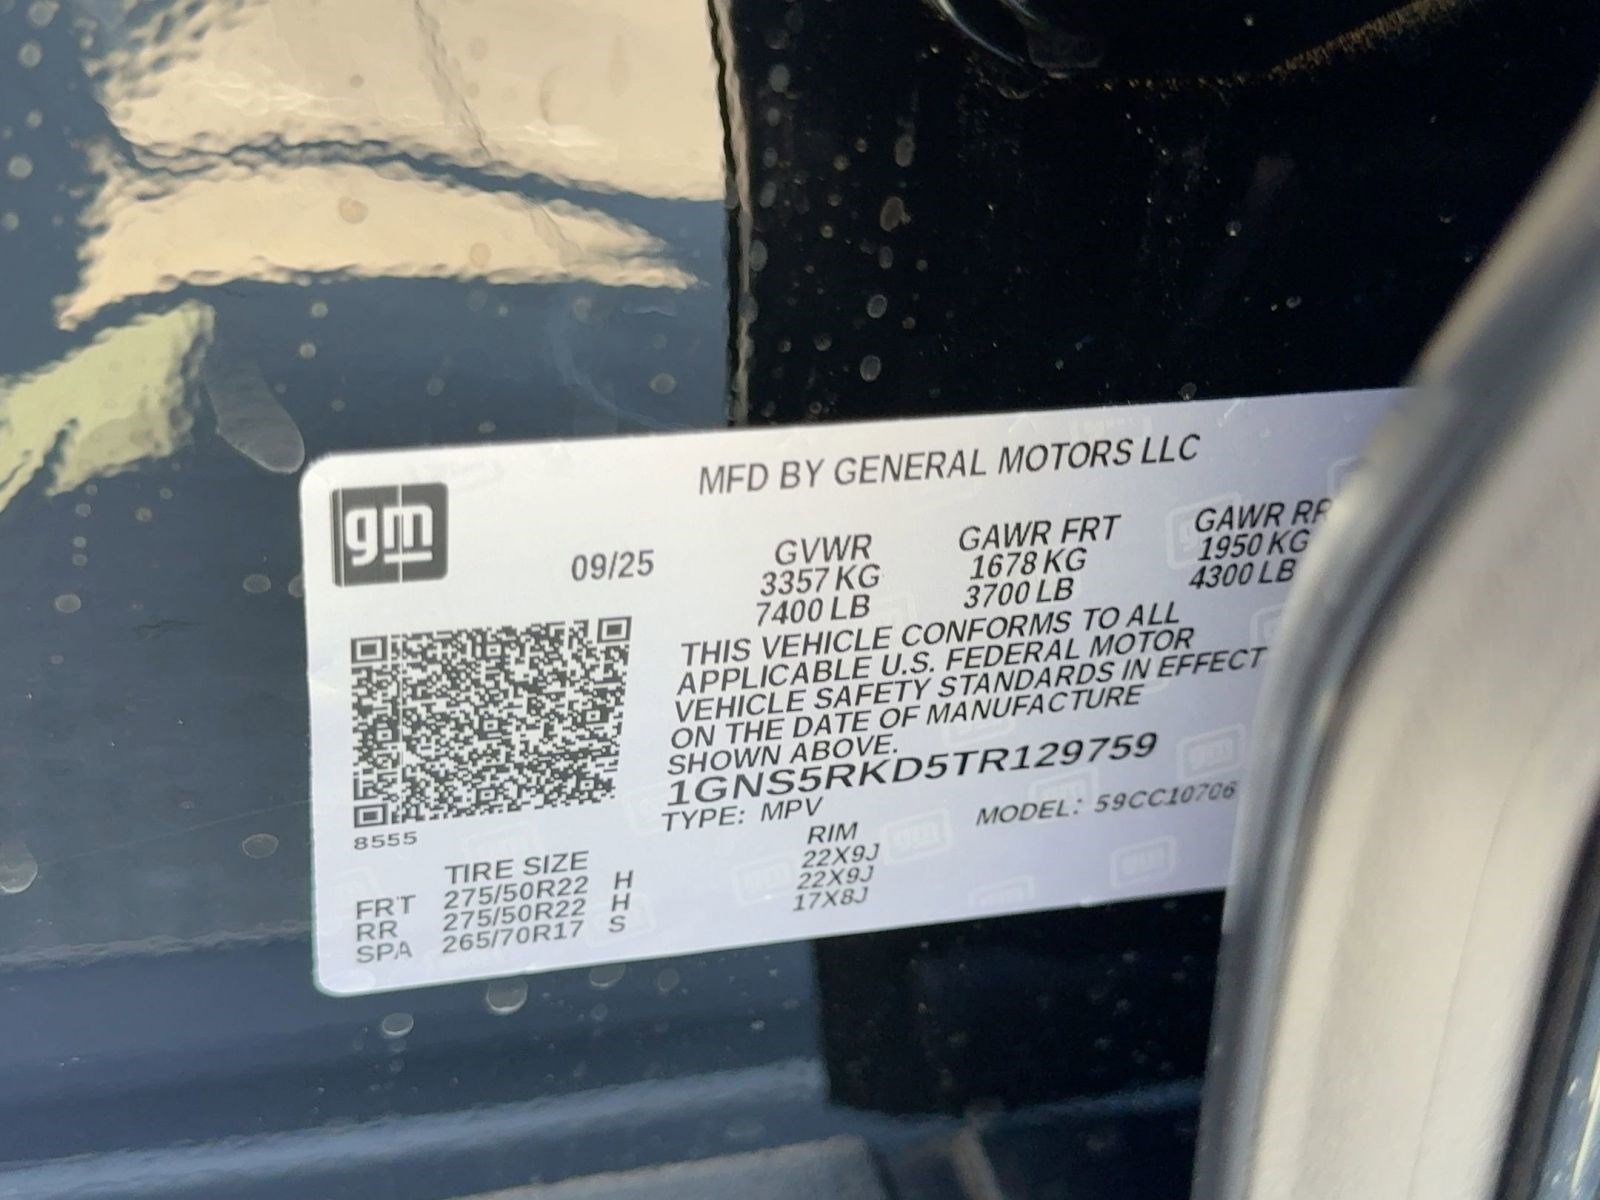 gm
MFD BY GENERAL MOTORS LLC
09/25
GVWR GAWR FRT GAWR RR
3357 KG 1678 KG 1950 KG
7400 LB 3700 LB 4300 LB
THIS VEHICLE CONFORMS TO ALL
APPLICABLE U.S. FEDERAL MOTOR
VEHICLE SAFETY STANDARDS IN EFFECT
ON THE DATE OF MANUFACTURE
SHOWN ABOVE.
1GNS5RKD5TR129759
TYPE: MPV MODEL: 59CC10706
8555
TIRE SIZE RIM
FRT 275/50R22 H 22X9J
RR 275/50R22 H 22X9J
SPA 265/70R17 S 17X8J